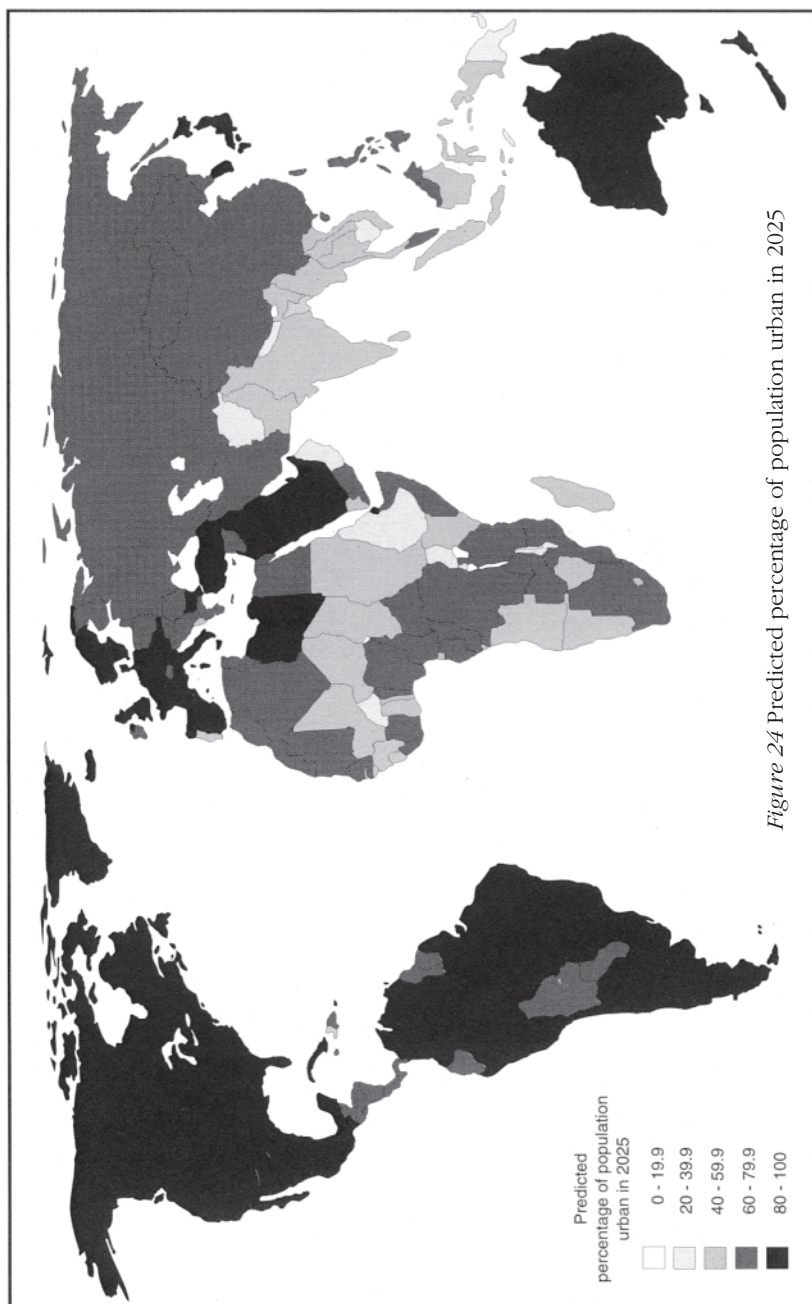 Predicted
percentage of population
urban in 2025
0 - 19.9
20 - 39.9
40 - 59.9
60 - 79.9
80 - 100
Figure 24 Predicted percentage of population urban in 2025